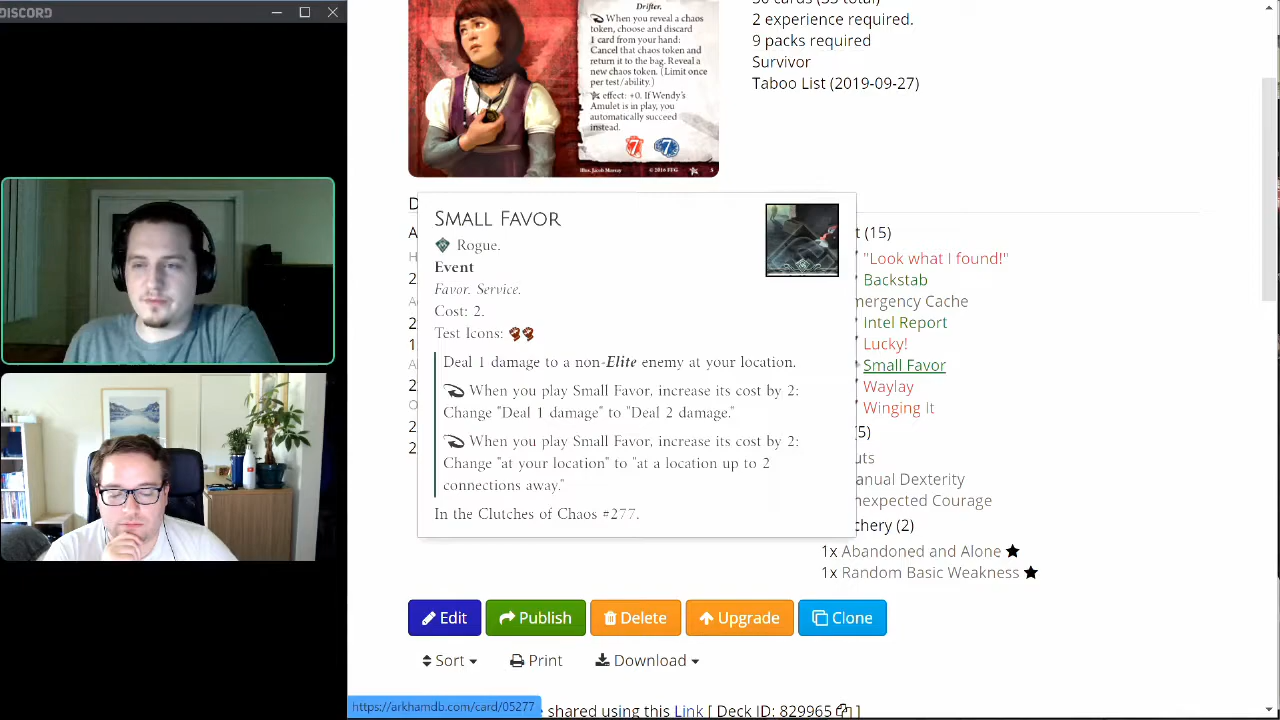 DISCORD
Drifter.
When you reveal a chaos
token, choose and discard
1 card from your hand:
Cancel that chaos token and
return it to the bag. Reveal a
new chaos token. (Limit once
per test/ability.)
effect: +0. If Wendy's
Amulet is in play, you
automatically succeed
instead.
7 7
Illus. Jacob Murray © 2016 FFG 5
2 experience required.
9 packs required
Survivor
Taboo List (2019-09-27)
SMALL FAVOR
Rogue.
Event
Favor. Service.
Cost: 2.
Test Icons:
Deal 1 damage to a non-Elite enemy at your location.
When you play Small Favor, increase its cost by 2:
Change "Deal 1 damage" to "Deal 2 damage."
When you play Small Favor, increase its cost by 2:
Change "at your location" to "at a location up to 2
connections away."
In the Clutches of Chaos #277.
t (15)
"Look what I found!"
Backstab
mergency Cache
Intel Report
Lucky!
Small Favor
Waylay
Winging It
(5)
uts
anual Dexterity
nexpected Courage
chery (2)
1x Abandoned and Alone ★
1x Random Basic Weakness ★
Edit Publish Delete Upgrade Clone
Sort Print Download
https://arkhamdb.com/card/05277 shared using this Link [ Deck ID: 829965 ]